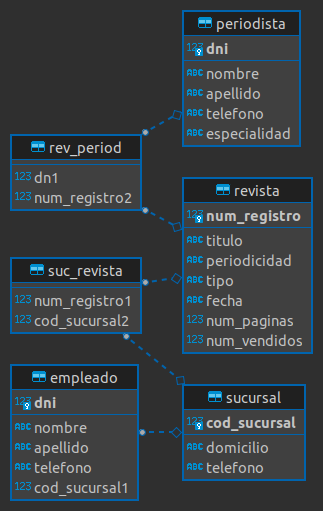 periodista
123 dni
ABC nombre
ABC apellido
ABC telefono
ABC especialidad
rev_period
123 dn1
123 num_registro2
revista
123 num_registro
ABC titulo
ABC periodicidad
ABC tipo
ABC fecha
123 num_paginas
123 num_vendidos
suc_revista
123 num_registro1
123 cod_sucursal2
empleado
123 dni
ABC nombre
ABC apellido
ABC telefono
123 cod_sucursal1
sucursal
123 cod_sucursal
ABC domicilio
ABC telefono